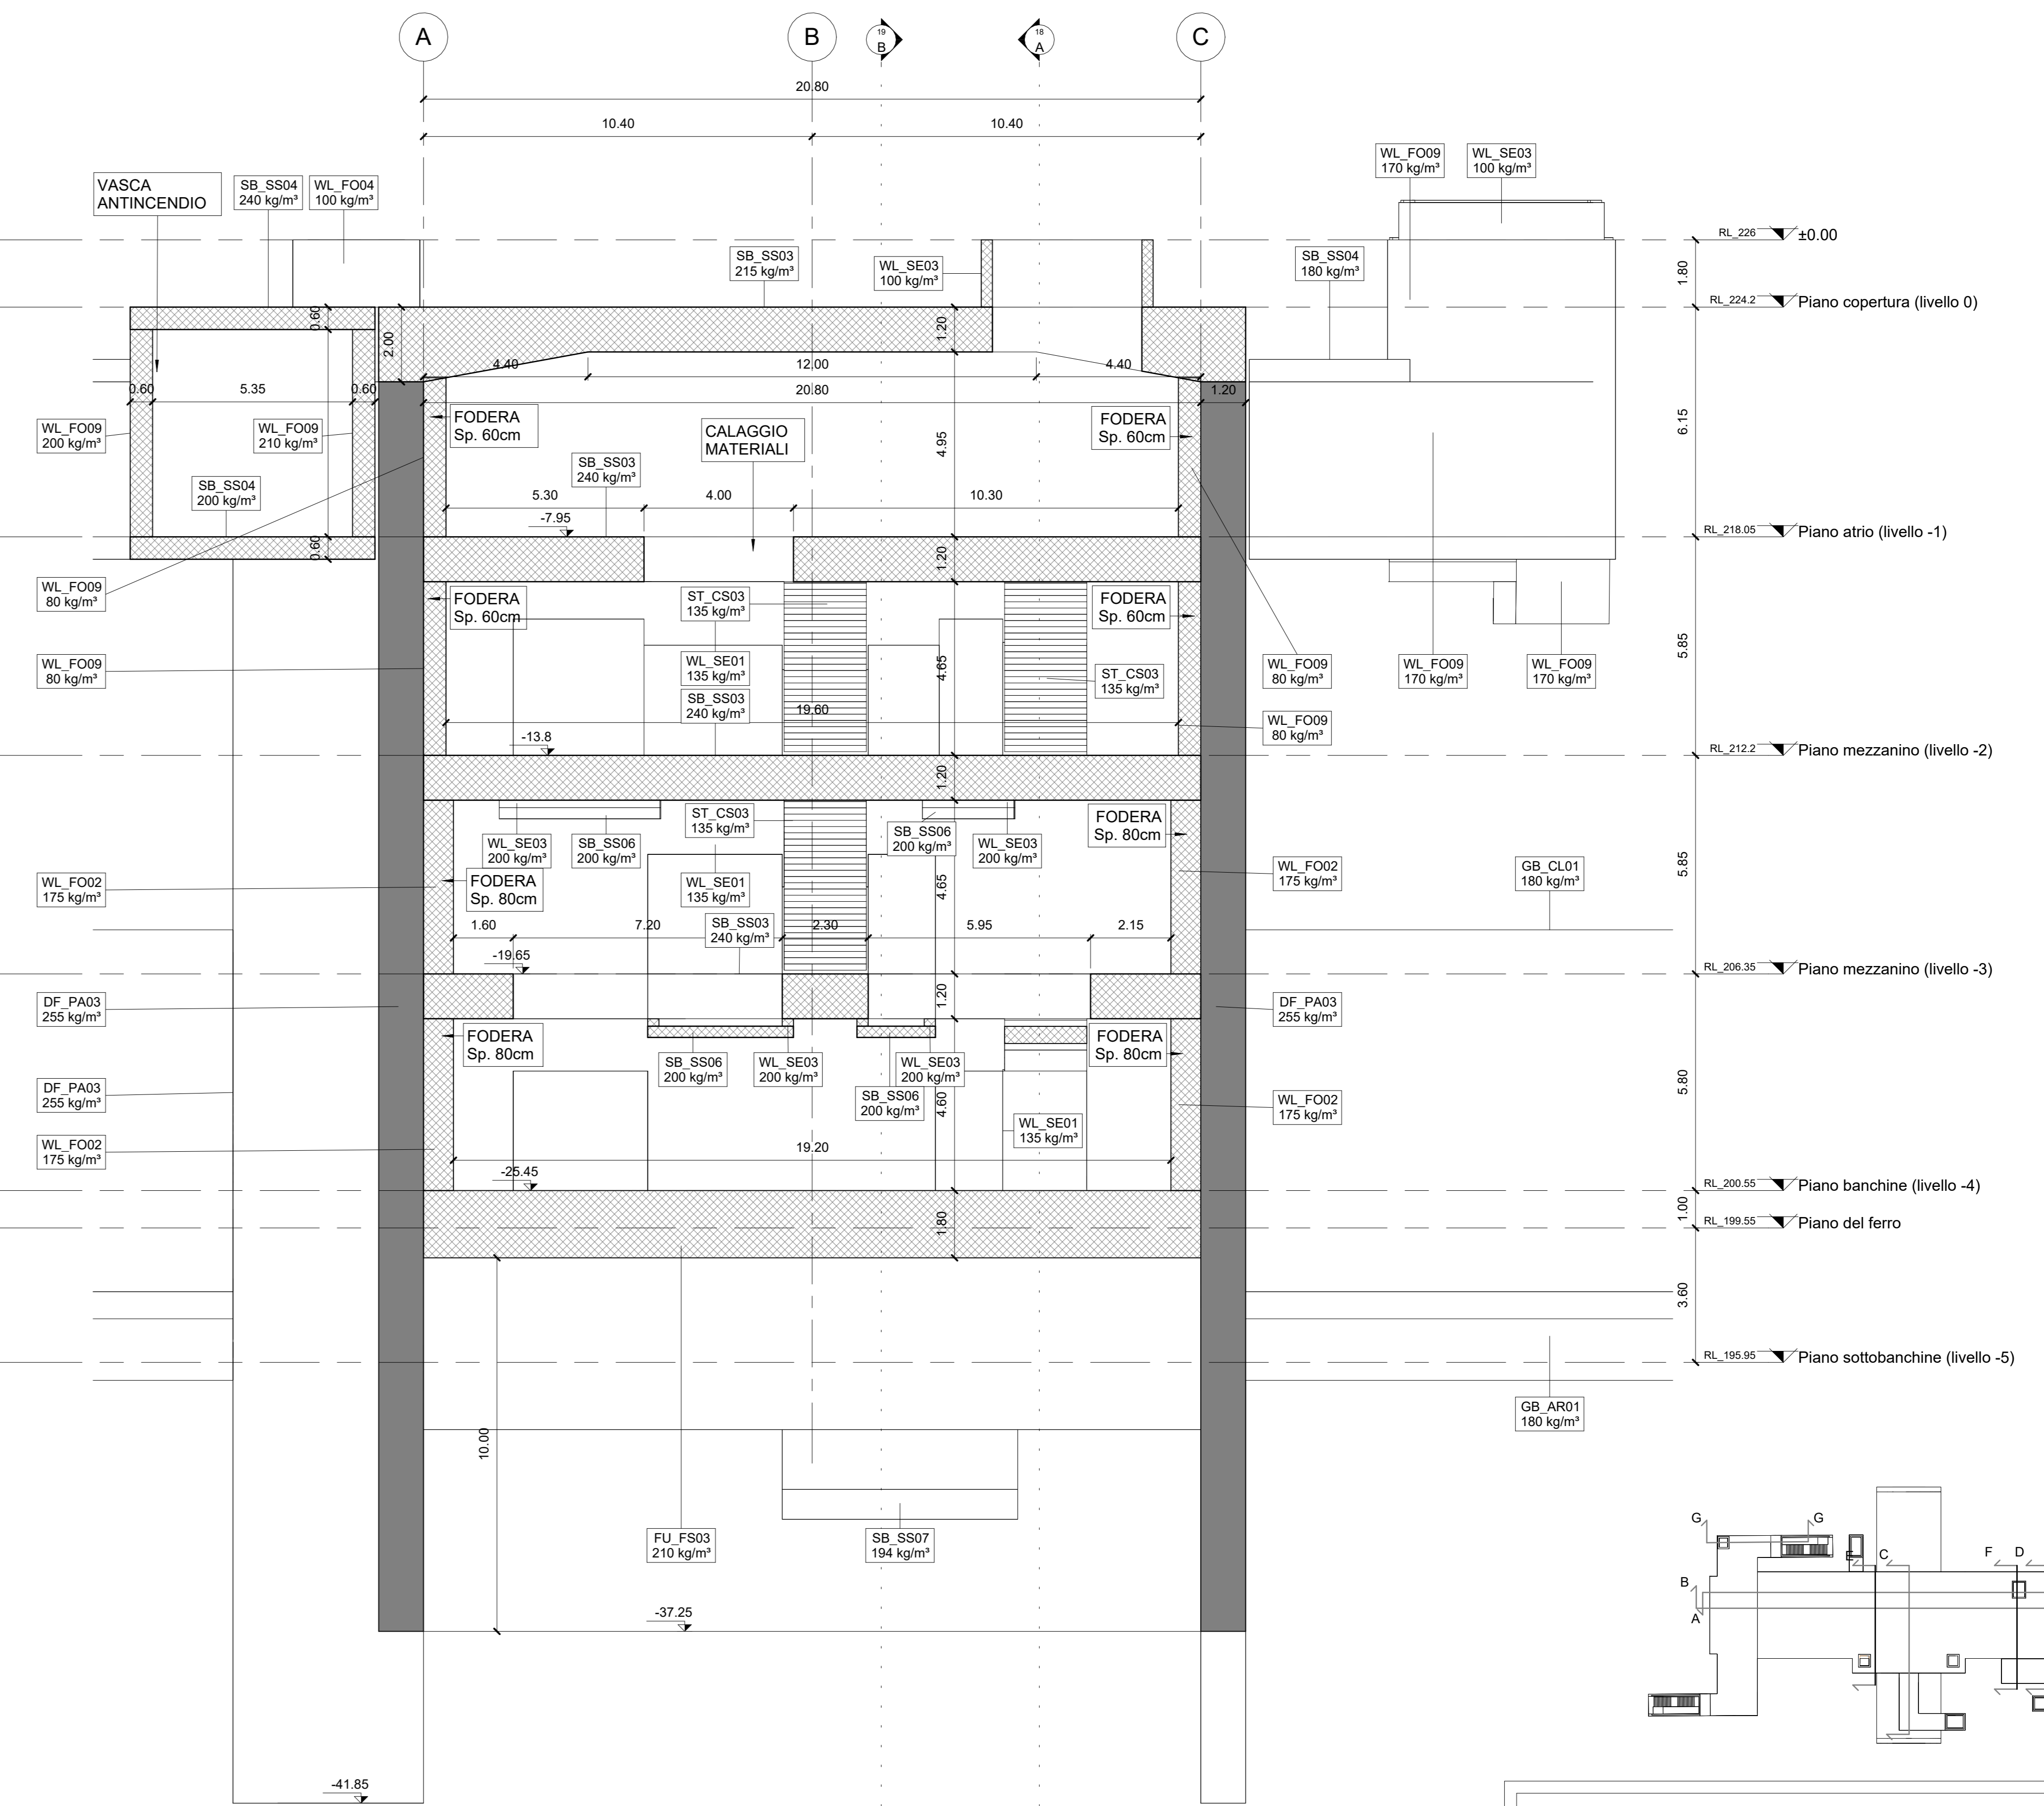 A
B
19
B
18
A
C
20.80
10.40
10.40
VASCA
ANTINCENDIO
SB_SS04
240 kg/m³
WL_FO04
100 kg/m³
WL_FO09
170 kg/m³
WL_SE03
100 kg/m³
SB_SS03
215 kg/m³
WL_SE03
100 kg/m³
SB_SS04
180 kg/m³
RL_226
±0.00
1.80
RL_224.2
Piano copertura (livello 0)
0.60
2.00
1.20
4.40
12.00
4.40
0.60
5.35
0.60
20.80
1.20
WL_FO09
200 kg/m³
WL_FO09
210 kg/m³
FODERA
Sp. 60cm
CALAGGIO
MATERIALI
4.95
FODERA
Sp. 60cm
6.15
SB_SS03
240 kg/m³
SB_SS04
200 kg/m³
5.30
4.00
10.30
-7.95
RL_218.05
Piano atrio (livello -1)
0.60
1.20
WL_FO09
80 kg/m³
FODERA
Sp. 60cm
ST_CS03
135 kg/m³
FODERA
Sp. 60cm
5.85
WL_FO09
80 kg/m³
WL_SE01
135 kg/m³
4.65
ST_CS03
135 kg/m³
WL_FO09
80 kg/m³
WL_FO09
170 kg/m³
WL_FO09
170 kg/m³
SB_SS03
240 kg/m³
19.60
WL_FO09
80 kg/m³
-13.8
RL_212.2
Piano mezzanino (livello -2)
1.20
ST_CS03
135 kg/m³
FODERA
Sp. 80cm
WL_SE03
200 kg/m³
SB_SS06
200 kg/m³
SB_SS06
200 kg/m³
WL_SE03
200 kg/m³
WL_FO02
175 kg/m³
FODERA
Sp. 80cm
WL_SE01
135 kg/m³
4.65
WL_FO02
175 kg/m³
GB_CL01
180 kg/m³
5.85
1.60
7.20
SB_SS03
240 kg/m³
2.30
5.95
2.15
-19.65
RL_206.35
Piano mezzanino (livello -3)
DF_PA03
255 kg/m³
1.20
DF_PA03
255 kg/m³
FODERA
Sp. 80cm
SB_SS06
200 kg/m³
WL_SE03
200 kg/m³
WL_SE03
200 kg/m³
FODERA
Sp. 80cm
DF_PA03
255 kg/m³
SB_SS06
200 kg/m³
4.60
5.80
WL_FO02
175 kg/m³
WL_SE01
135 kg/m³
WL_FO02
175 kg/m³
19.20
-25.45
RL_200.55
Piano banchine (livello -4)
1.80
1.00
RL_199.55
Piano del ferro
3.60
RL_195.95
Piano sottobanchine (livello -5)
GB_AR01
180 kg/m³
10.00
FU_FS03
210 kg/m³
SB_SS07
194 kg/m³
G
G
E
C
F
D
B
A
-37.25
-41.85